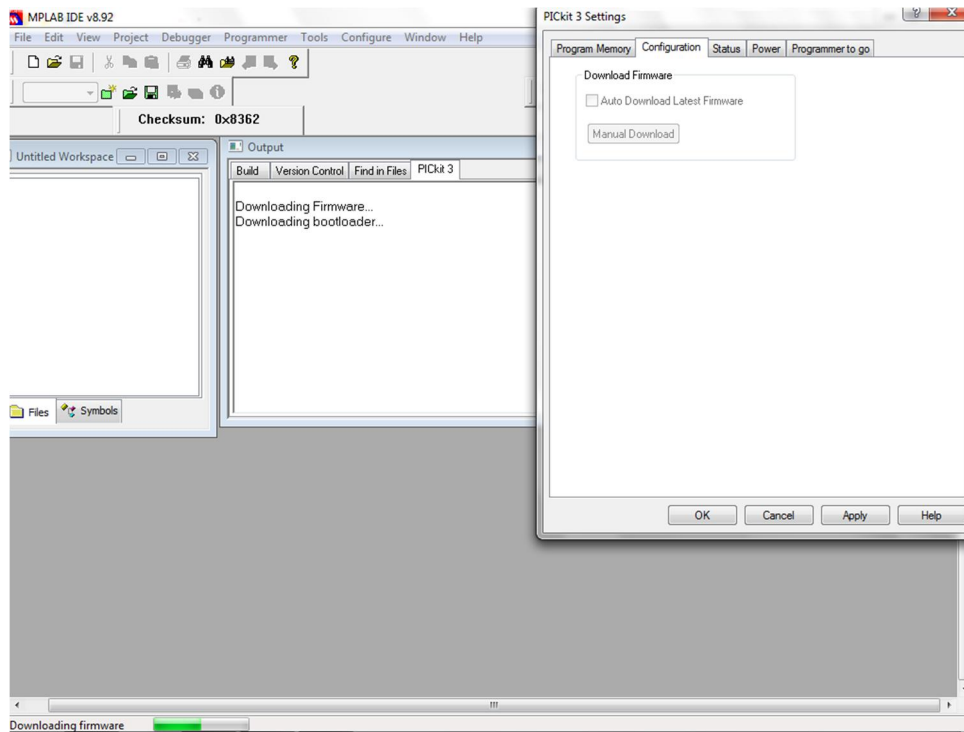 MPLAB IDE v8.92
File Edit View Project Debugger Programmer Tools Configure Window Help
Checksum: 0x8362
Untitled Workspace
Files Symbols
Output
Build Version Control Find in Files PICkit 3
Downloading Firmware...
Downloading bootloader...
PICkit 3 Settings
Program Memory Configuration Status Power Programmer to go
Download Firmware
Auto Download Latest Firmware
Manual Download
OK Cancel Apply Help
Downloading firmware